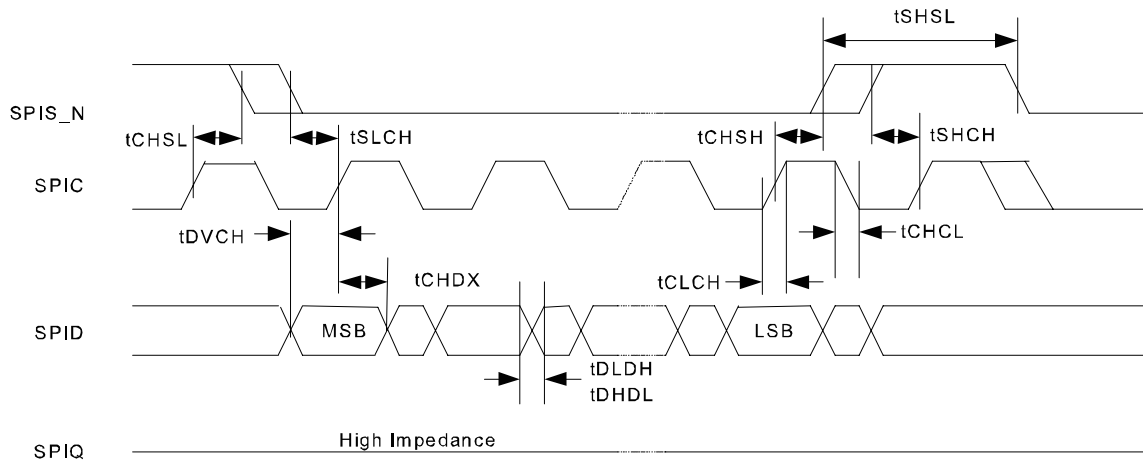 tSHSL
SPIS_N
tCHSL
tSLCH
tCHSH
tSHCH
SPIC
tDVCH
tCHCL
tCHDX
tCLCH
SPID
MSB
LSB
tDLDH
tDHDL
High Impedance
SPIQ